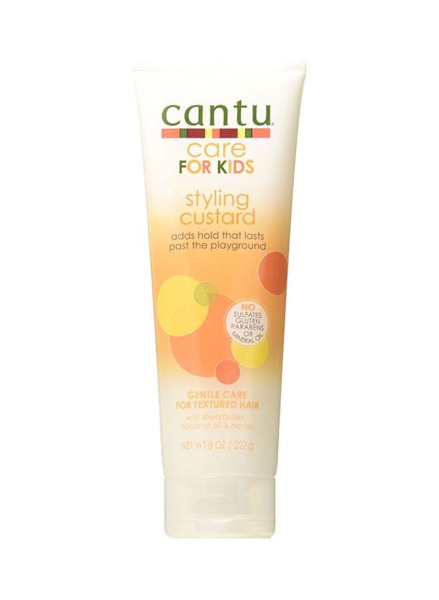 cantu®
care
FOR KIDS
styling
custard
adds hold that lasts
past the playground
NO
SULFATES
GLUTEN
PARABENS
OR
MINERAL OIL
GENTLE CARE
FOR TEXTURED HAIR
with shea butter,
coconut oil & honey
NET WT 8 OZ / 227 g